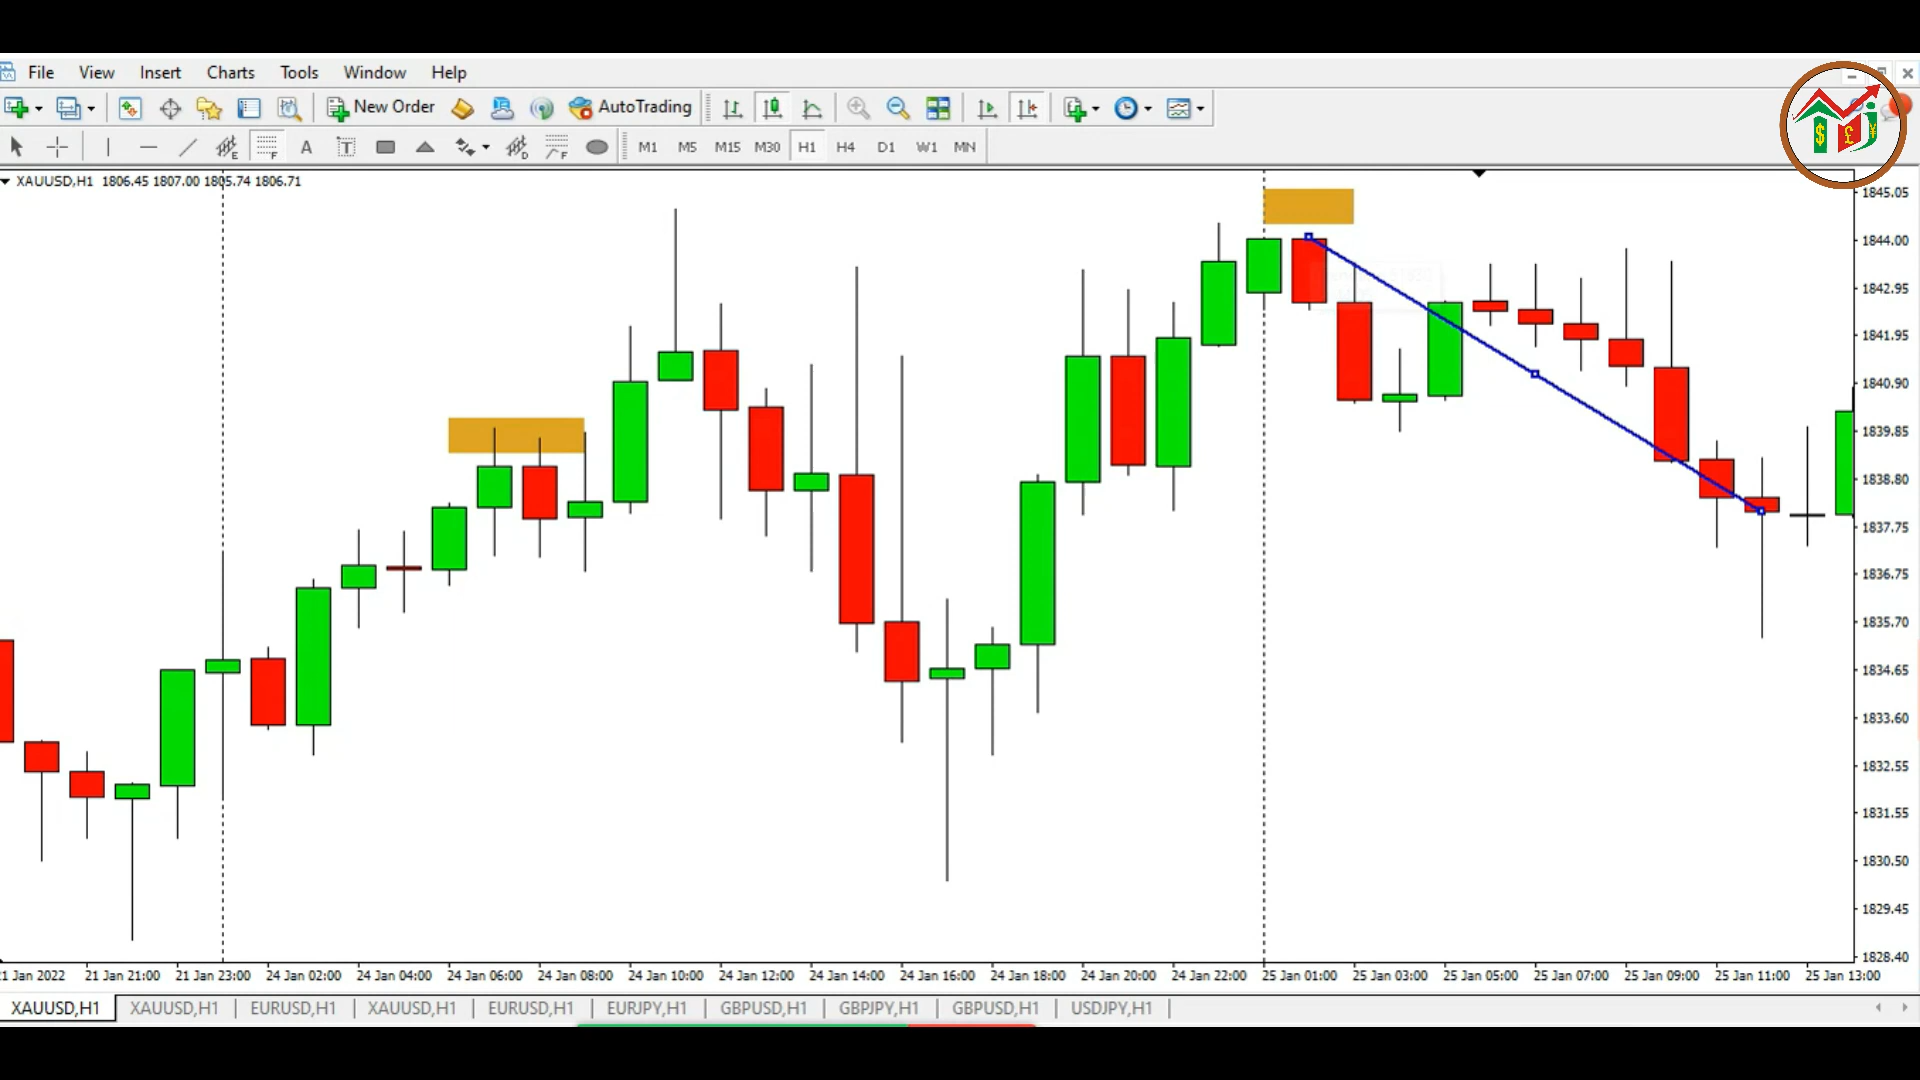 File View Insert Charts Tools Window Help
New Order AutoTrading
E F A T D F M1 M5 M15 M30 H1 H4 D1 W1 MN
XAUUSD,H1 1806.45 1807.00 1805.74 1806.71
$ £ ¥
1845.05
1844.00
1842.95
1841.95
1840.90
1839.85
1838.80
1837.75
1836.75
1835.70
1834.65
1833.60
1832.55
1831.55
1830.50
1829.45
1828.40
21 Jan 2022 21 Jan 21:00 21 Jan 23:00 24 Jan 02:00 24 Jan 04:00 24 Jan 06:00 24 Jan 08:00 24 Jan 10:00 24 Jan 12:00 24 Jan 14:00 24 Jan 16:00 24 Jan 18:00 24 Jan 20:00 24 Jan 22:00 25 Jan 01:00 25 Jan 03:00 25 Jan 05:00 25 Jan 07:00 25 Jan 09:00 25 Jan 11:00 25 Jan 13:00
XAUUSD,H1 XAUUSD,H1 EURUSD,H1 XAUUSD,H1 EURUSD,H1 EURJPY,H1 GBPUSD,H1 GBPJPY,H1 GBPUSD,H1 USDJPY,H1